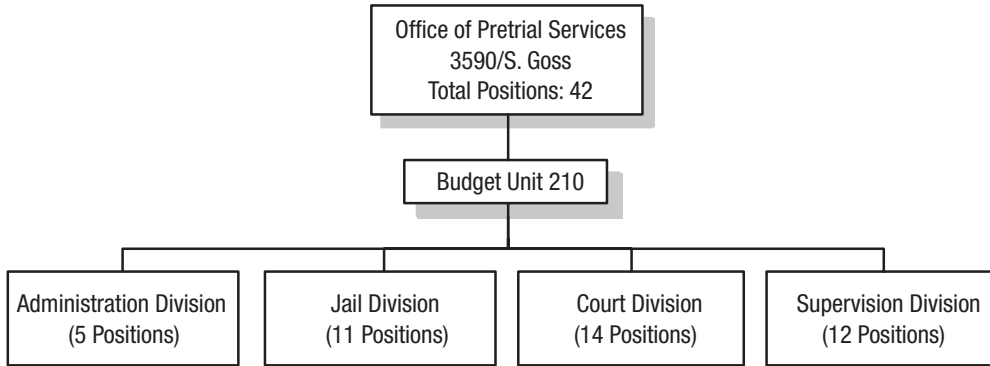 Office of Pretrial Services
3590/S. Goss
Total Positions: 42
Budget Unit 210
Administration Division
(5 Positions)
Jail Division
(11 Positions)
Court Division
(14 Positions)
Supervision Division
(12 Positions)